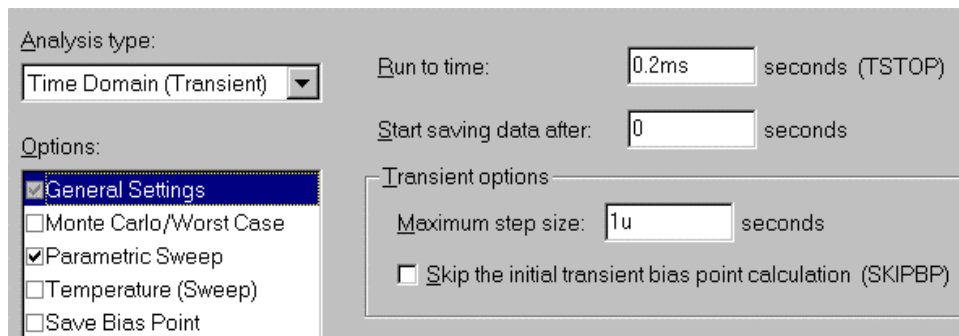 Analysis type:
Time Domain (Transient)
Options:
General Settings
Monte Carlo/Worst Case
Parametric Sweep
Temperature (Sweep)
Save Bias Point
Run to time: 0.2ms seconds (TSTOP)
Start saving data after: 0 seconds
Transient options
Maximum step size: 1u seconds
Skip the initial transient bias point calculation (SKIPBP)